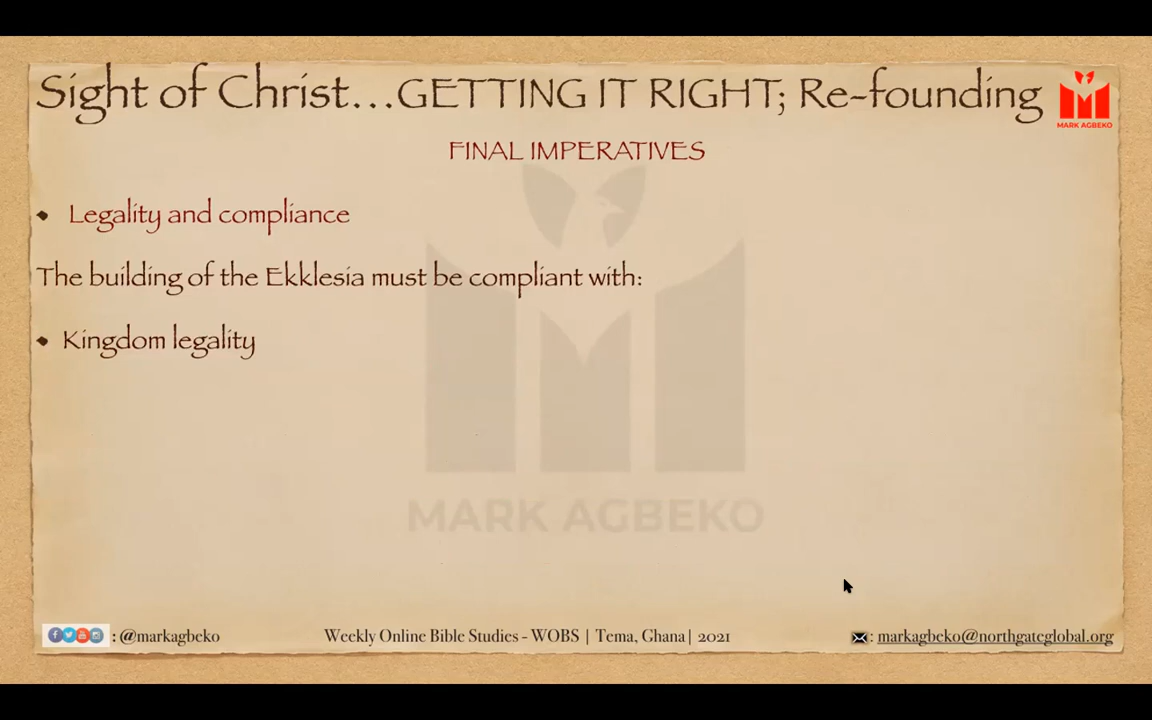 Sight of Christ...GETTING IT RIGHT; Re-founding
MARK AGBEKO
FINAL IMPERATIVES
• Legality and compliance
The building of the Ekklesia must be compliant with:
• Kingdom legality
MARK AGBEKO
: @markagbeko
Weekly Online Bible Studies - WOBS | Tema, Ghana| 2021
: markagbeko@northgateglobal.org